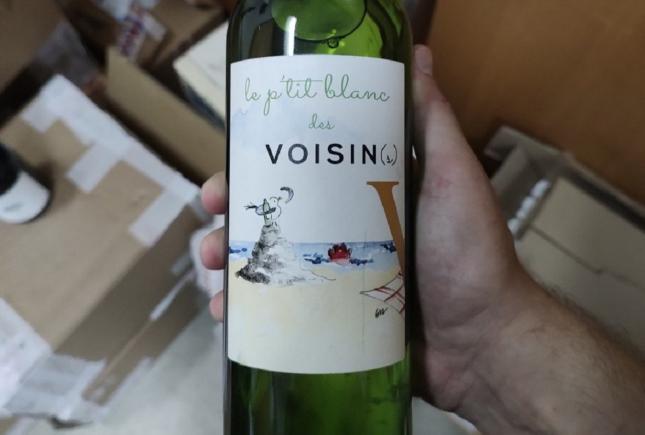 le p'tit blanc
des
VOISIN(s)
V